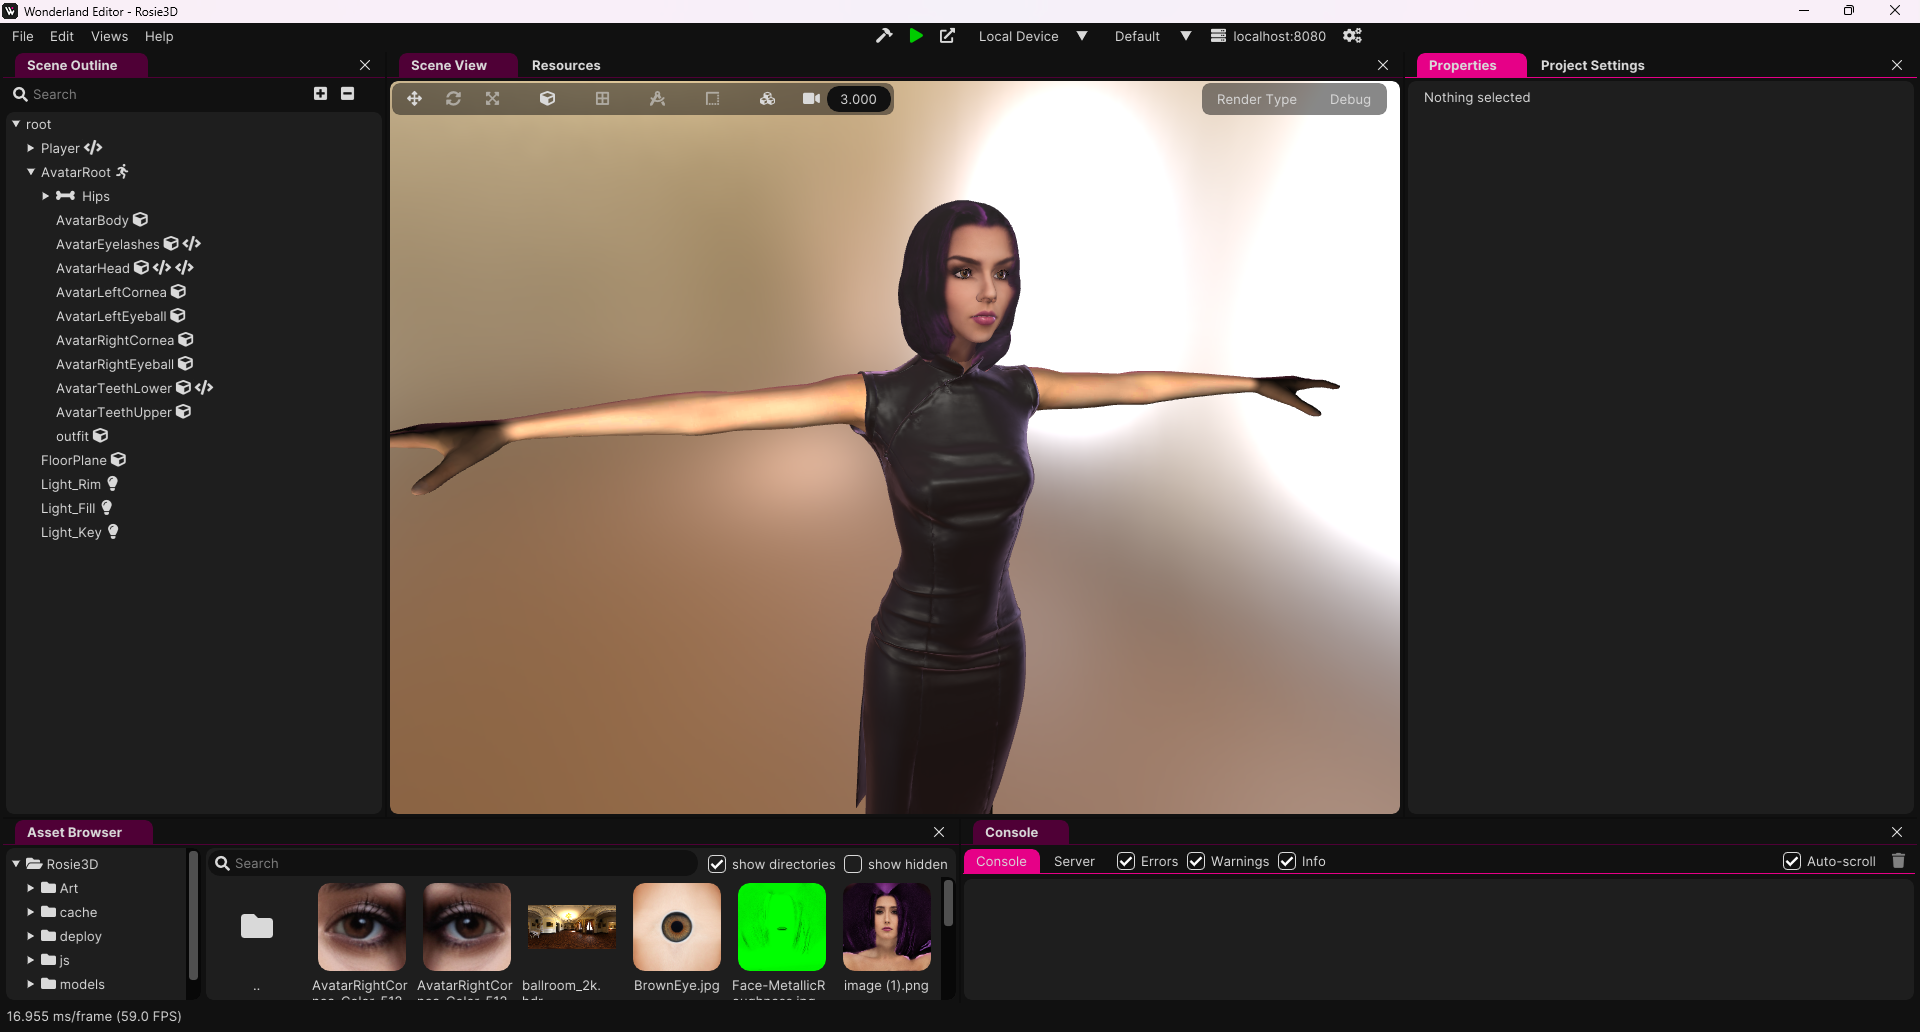 Wonderland Editor - Rosie3D
File Edit Views Help
Local Device Default localhost:8080
Scene Outline
Search
root
Player
AvatarRoot
Hips
AvatarBody
AvatarEyelashes
AvatarHead
AvatarLeftCornea
AvatarLeftEyeball
AvatarRightCornea
AvatarRightEyeball
AvatarTeethLower
AvatarTeethUpper
outfit
FloorPlane
Light_Rim
Light_Fill
Light_Key
Scene View Resources
3.000
Render Type Debug
Properties Project Settings
Nothing selected
Asset Browser
Rosie3D
Art
cache
deploy
js
models
Search
show directories show hidden
..
AvatarRightCor
AvatarRightCor
ballroom_2k.
hdr
BrownEye.jpg
Face-MetallicR
oughness.jpg
image (1).png
Console
Console Server Errors Warnings Info Auto-scroll
16.955 ms/frame (59.0 FPS)